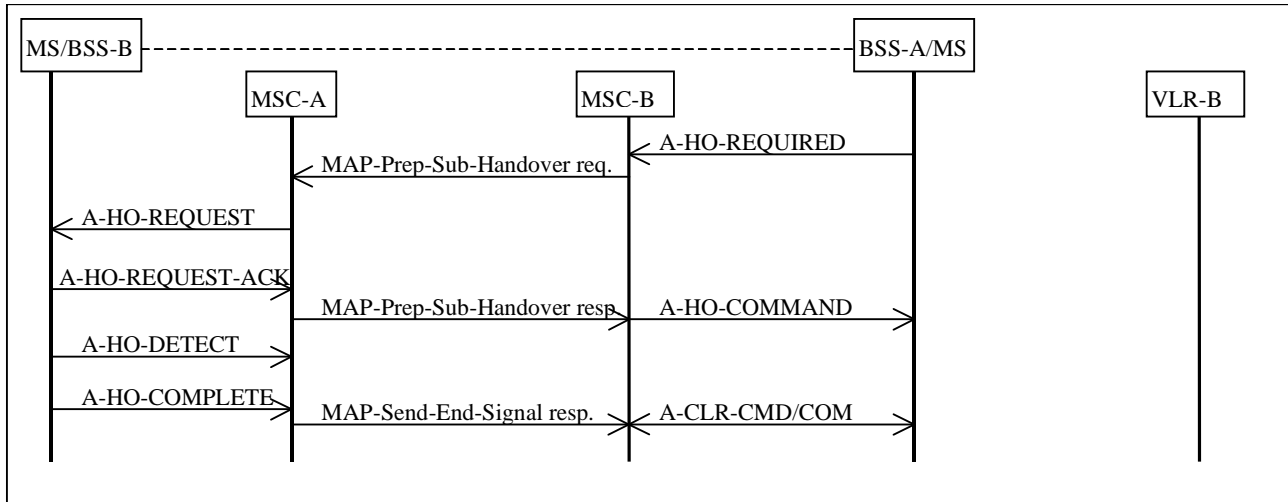 MS/BSS-B
BSS-A/MS
MSC-A
MSC-B
VLR-B
A-HO-REQUIRED
MAP-Prep-Sub-Handover req.
A-HO-REQUEST
A-HO-REQUEST-ACK
MAP-Prep-Sub-Handover resp
A-HO-COMMAND
A-HO-DETECT
A-HO-COMPLETE
MAP-Send-End-Signal resp.
A-CLR-CMD/COM